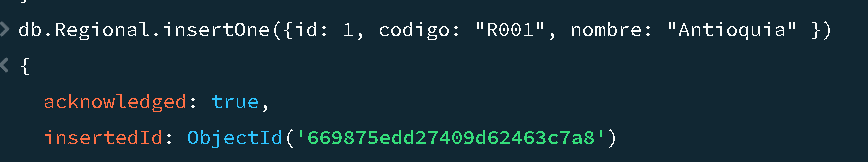 > db.Regional.insertOne({id: 1, codigo: "R001", nombre: "Antioquia" })
< {
acknowledged: true,
insertedId: ObjectId('669875edd27409d62463c7a8')